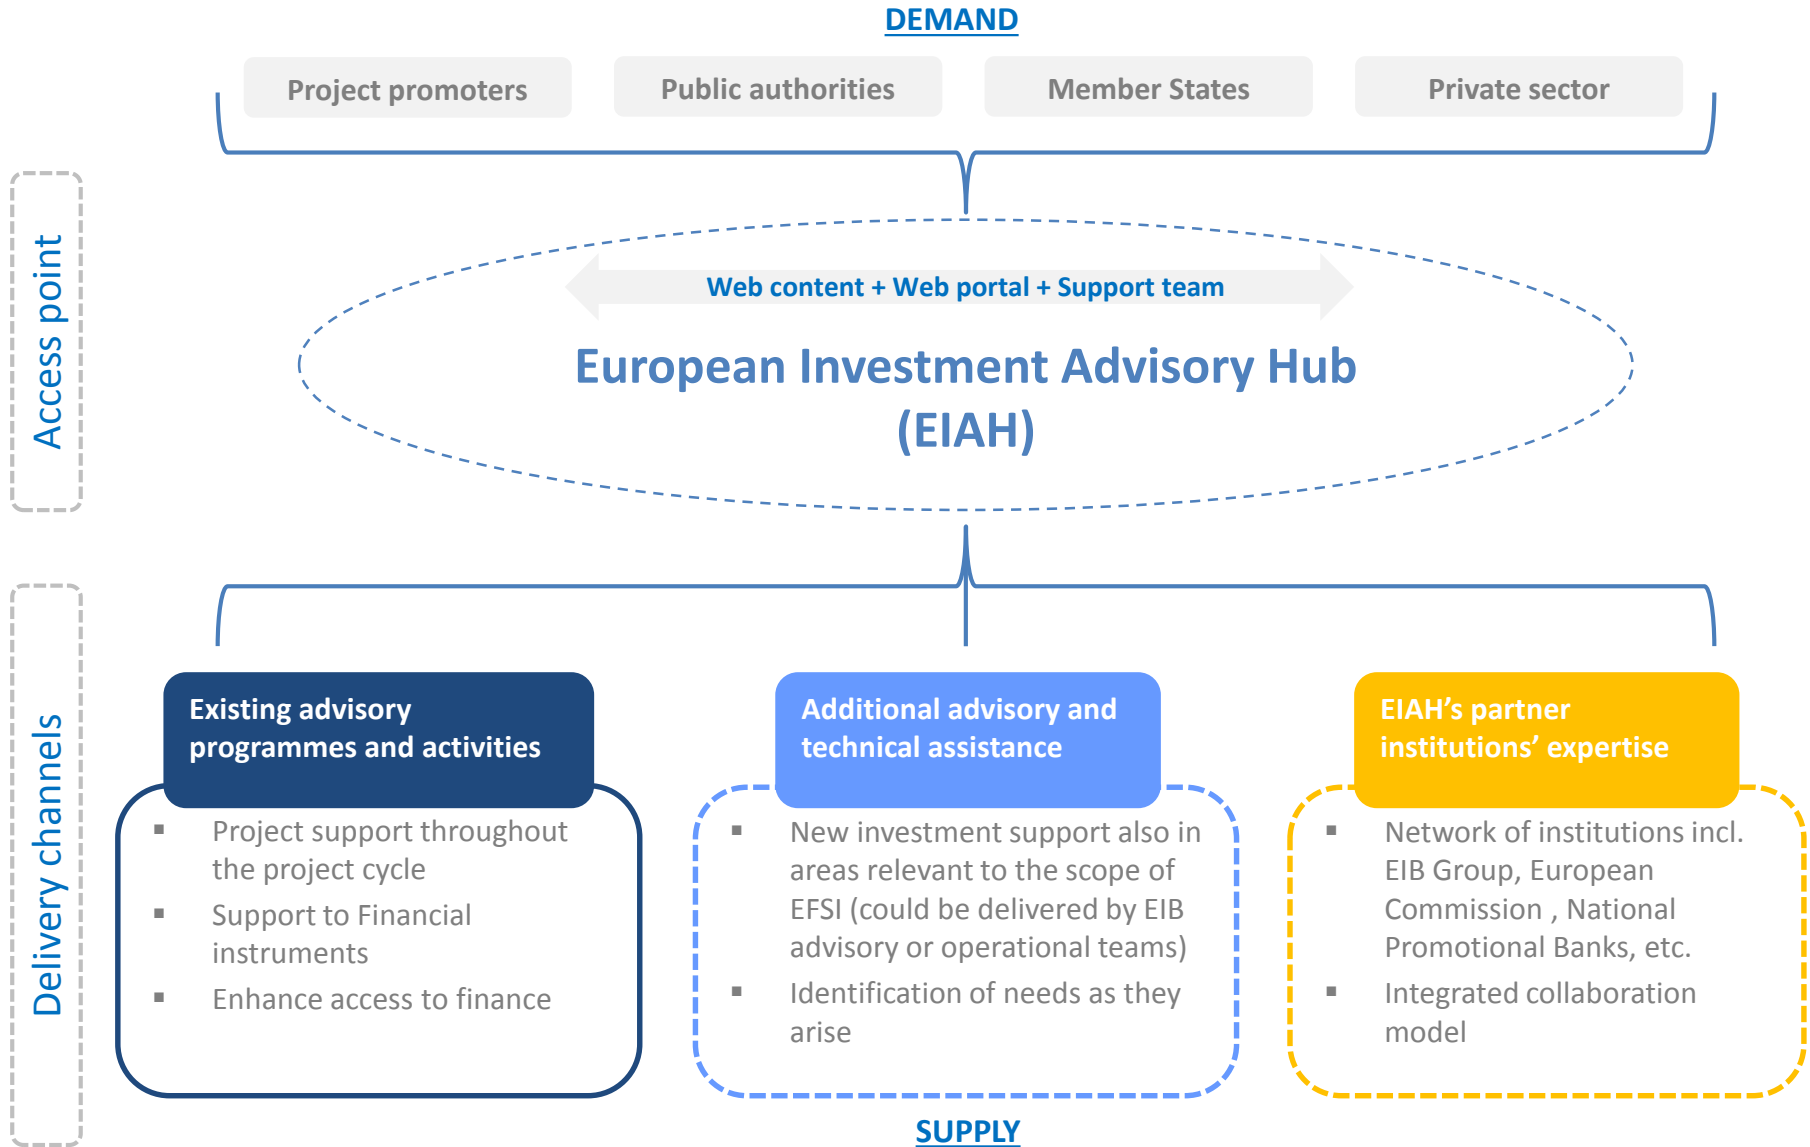 DEMAND
Project promoters
Public authorities
Member States
Private sector
Access point
Web content + Web portal + Support team
European Investment Advisory Hub
(EIAH)
Delivery channels
Existing advisory
programmes and activities
▪ Project support throughout
the project cycle
▪ Support to Financial
instruments
▪ Enhance access to finance
Additional advisory and
technical assistance
▪ New investment support also in
areas relevant to the scope of
EFSI (could be delivered by EIB
advisory or operational teams)
▪ Identification of needs as they
arise
EIAH’s partner
institutions’ expertise
▪ Network of institutions incl.
EIB Group, European
Commission , National
Promotional Banks, etc.
▪ Integrated collaboration
model
SUPPLY